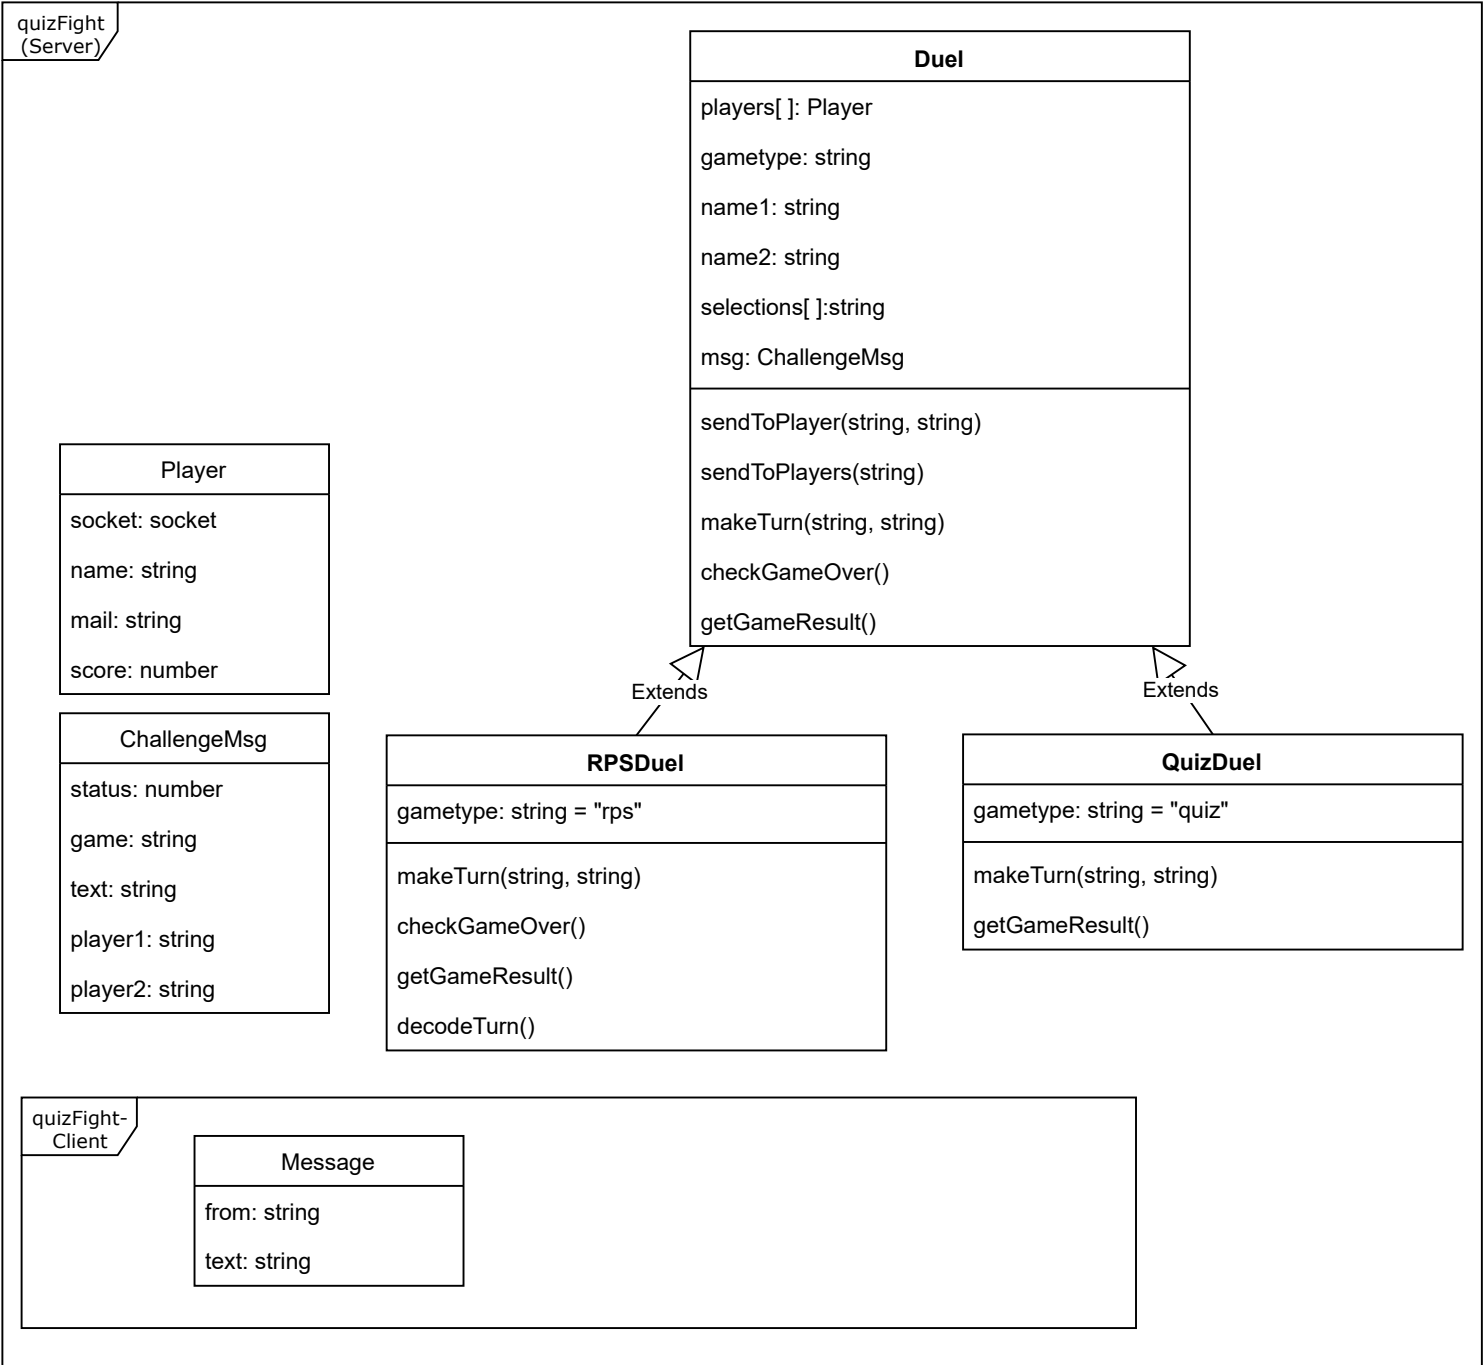 quizFight
(Server)
Duel
players[ ]: Player
gametype: string
name1: string
name2: string
selections[ ]:string
msg: ChallengeMsg
sendToPlayer(string, string)
sendToPlayers(string)
makeTurn(string, string)
checkGameOver()
getGameResult()
Player
socket: socket
name: string
mail: string
score: number
ChallengeMsg
status: number
game: string
text: string
player1: string
player2: string
Extends
Extends
RPSDuel
gametype: string = "rps"
makeTurn(string, string)
checkGameOver()
getGameResult()
decodeTurn()
QuizDuel
gametype: string = "quiz"
makeTurn(string, string)
getGameResult()
quizFight-
Client
Message
from: string
text: string